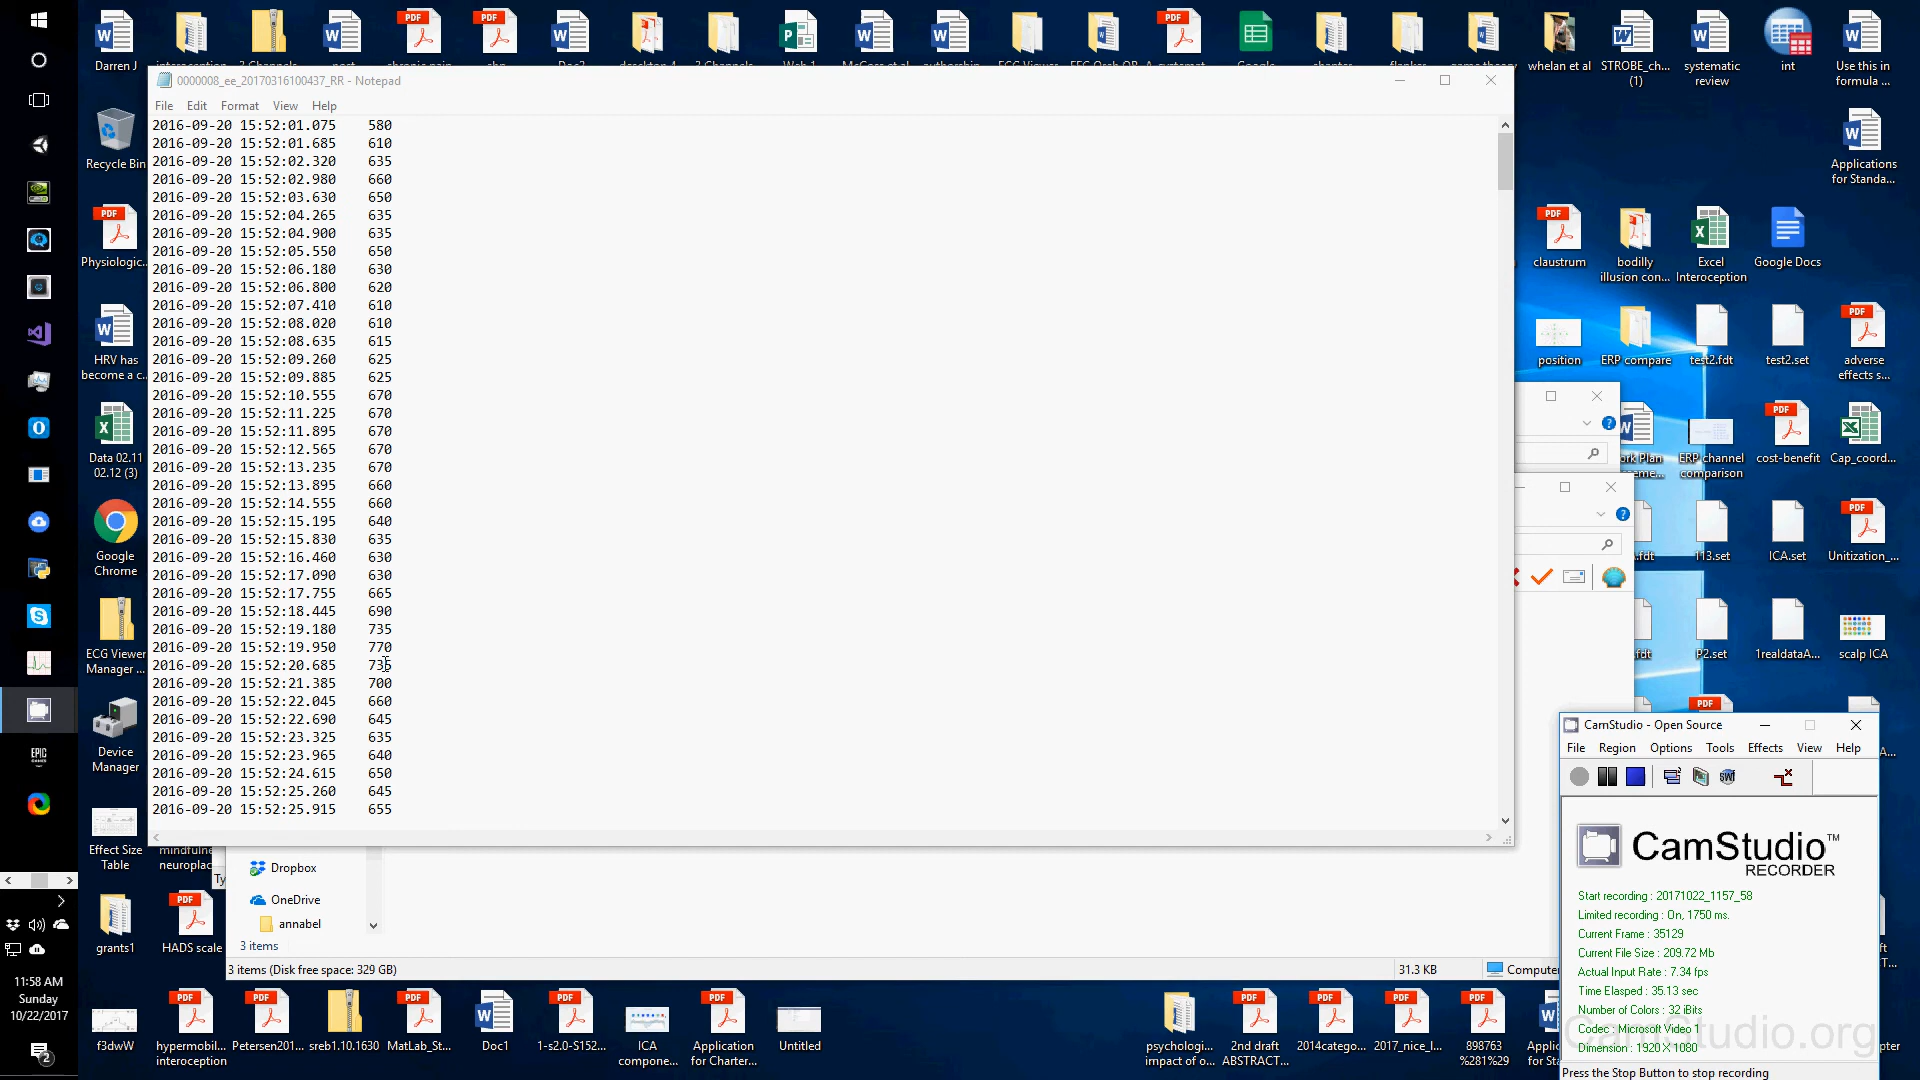 Darren J
PDF
PDF
PDF
Use this in
formula ...
whelan et al
STROBE_ch...
(1)
systematic
review
int
0000008_ee_20170316100437_RR - Notepad
File Edit Format View Help
2016-09-20 15:52:01.075 580
2016-09-20 15:52:01.685 610
2016-09-20 15:52:02.320 635
2016-09-20 15:52:02.980 660
2016-09-20 15:52:03.630 650
2016-09-20 15:52:04.265 635
2016-09-20 15:52:04.900 635
2016-09-20 15:52:05.550 650
2016-09-20 15:52:06.180 630
2016-09-20 15:52:06.800 620
2016-09-20 15:52:07.410 610
2016-09-20 15:52:08.020 610
2016-09-20 15:52:08.635 615
2016-09-20 15:52:09.260 625
2016-09-20 15:52:09.885 625
2016-09-20 15:52:10.555 670
2016-09-20 15:52:11.225 670
2016-09-20 15:52:11.895 670
2016-09-20 15:52:12.565 670
2016-09-20 15:52:13.235 670
2016-09-20 15:52:13.895 660
2016-09-20 15:52:14.555 660
2016-09-20 15:52:15.195 640
2016-09-20 15:52:15.830 635
2016-09-20 15:52:16.460 630
2016-09-20 15:52:17.090 630
2016-09-20 15:52:17.755 665
2016-09-20 15:52:18.445 690
2016-09-20 15:52:19.180 735
2016-09-20 15:52:19.950 770
2016-09-20 15:52:20.685 735
2016-09-20 15:52:21.385 700
2016-09-20 15:52:22.045 660
2016-09-20 15:52:22.690 645
2016-09-20 15:52:23.325 635
2016-09-20 15:52:23.965 640
2016-09-20 15:52:24.615 650
2016-09-20 15:52:25.260 645
2016-09-20 15:52:25.915 655
Recycle Bin
Physiologic...
HRV has
become a c...
Data 02.11
02.12 (3)
Google
Chrome
ECG Viewer
Manager ...
Device
Manager
Effect Size
Table
mindfulne
neuroplac
grants1
HADS scale
Applications
for Standa...
claustrum
bodilly
illusion con...
Excel
Interoception
Google Docs
position
ERP compare
test2.fdt
test2.set
adverse
effects s...
ERP channel
comparison
cost-benefit
Cap_coord...
.fdt
113.set
ICA.set
Unitization_...
.fdt
P2.set
1realdataA...
scalp ICA
EPIC
GAMES
11:58 AM
Sunday
10/22/2017
2
Ty
Dropbox
OneDrive
annabel
3 items
3 items (Disk free space: 329 GB)
31.3 KB
Compute
CamStudio - Open Source
File Region Options Tools Effects View Help
CamStudio™
RECORDER
Start recording : 20171022_1157_58
Limited recording : On, 1750 ms.
Current Frame : 35129
Current File Size : 209.72 Mb
Actual Input Rate : 7.34 fps
Time Elasped : 35.13 sec
Number of Colors : 32 iBits
Codec : Microsoft Video 1
Dimension : 1920 X 1080
CamStudio.org
Press the Stop Button to stop recording
f3dwW
hypermobil...
interoception
Petersen201...
sreb1.10.1630
MatLab_St...
Doc1
1-s2.0-S152...
ICA
compone...
Application
for Charter...
Untitled
psychologi...
impact of o...
2nd draft
ABSTRACT...
2014catego...
2017_nice_l...
898763
%281%29